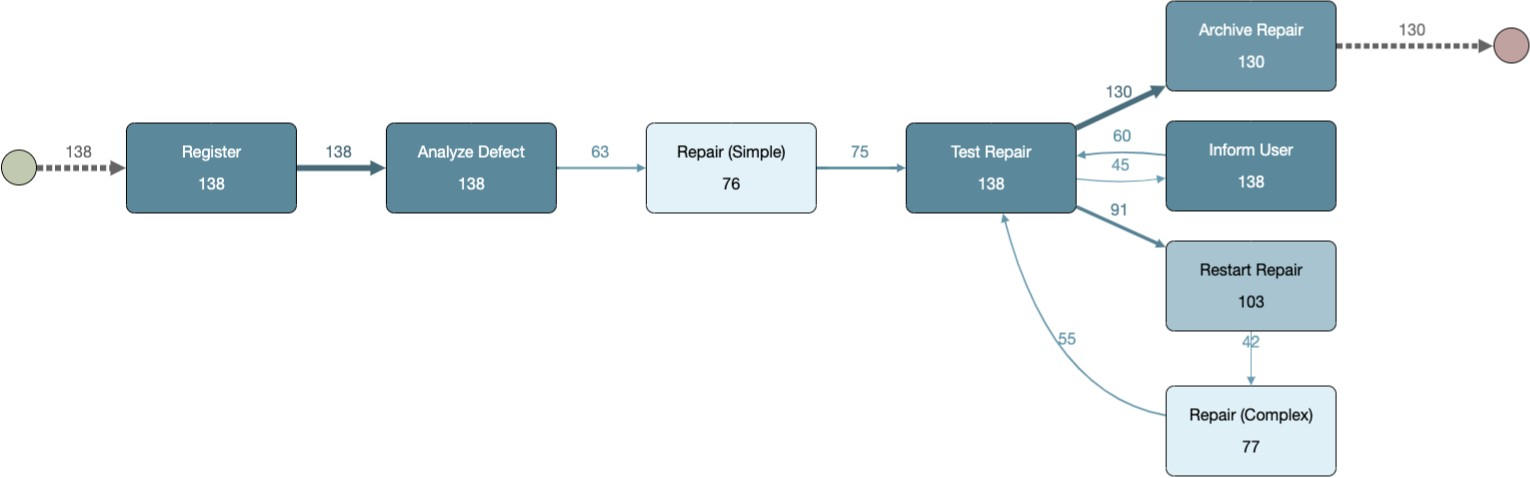 138
Register
138
138
Analyze Defect
138
63
Repair (Simple)
76
75
Test Repair
138
130
Archive Repair
130
130
60
45
Inform User
138
91
Restart Repair
103
42
55
Repair (Complex)
77